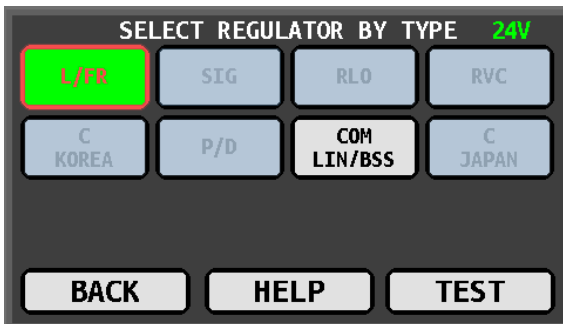 SELECT REGULATOR BY TYPE 24V
L/FR SIG RLO RVC
C KOREA P/D COM LIN/BSS C JAPAN
BACK HELP TEST